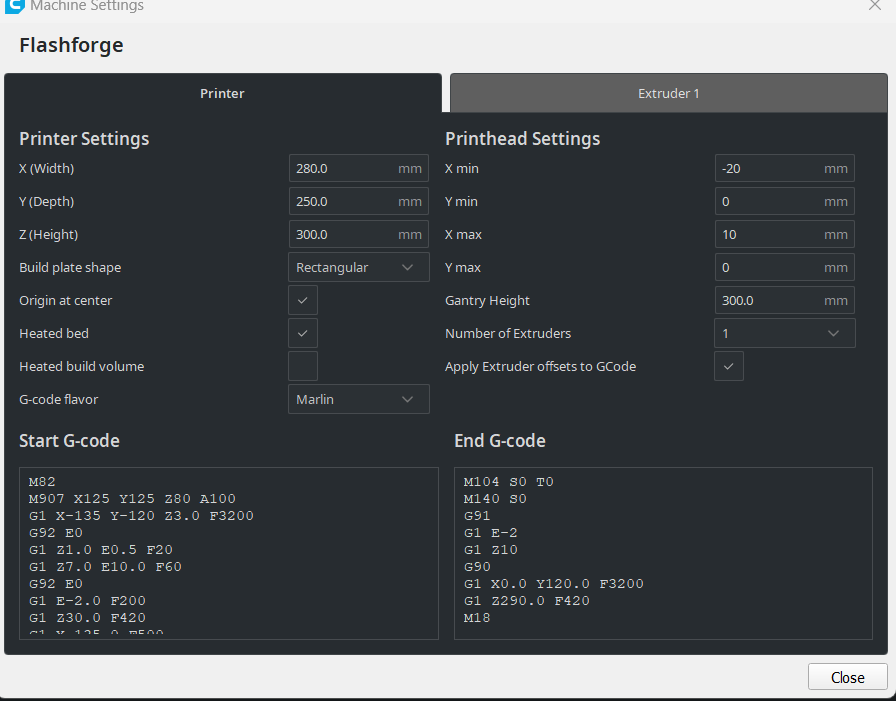 Machine Settings
Flashforge
Printer
Extruder 1
Printer Settings
X (Width)
280.0 mm
Y (Depth)
250.0 mm
Z (Height)
300.0 mm
Build plate shape
Rectangular
Origin at center
Heated bed
Heated build volume
G-code flavor
Marlin
Printhead Settings
X min
-20 mm
Y min
0 mm
X max
10 mm
Y max
0 mm
Gantry Height
300.0 mm
Number of Extruders
1
Apply Extruder offsets to GCode
Start G-code
M82
M907 X125 Y125 Z80 A100
G1 X-135 Y-120 Z3.0 F3200
G92 E0
G1 Z1.0 E0.5 F20
G1 Z7.0 E10.0 F60
G92 E0
G1 E-2.0 F200
G1 Z30.0 F420
End G-code
M104 S0 T0
M140 S0
G91
G1 E-2
G1 Z10
G90
G1 X0.0 Y120.0 F3200
G1 Z290.0 F420
M18
Close